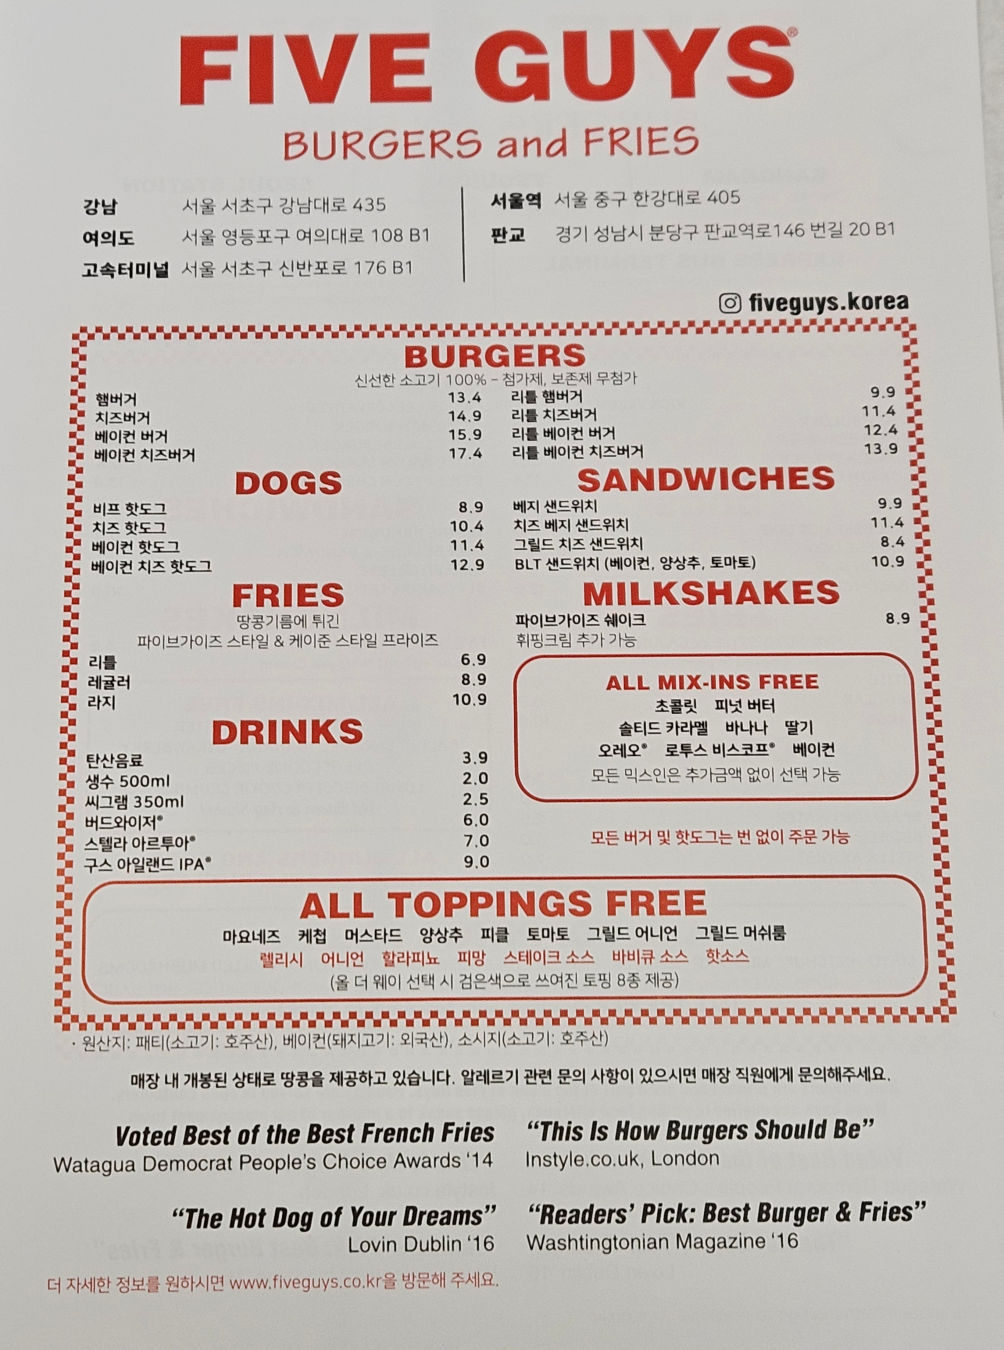 FIVE GUYS®
BURGERS and FRIES
강남 서울 서초구 강남대로 435
여의도 서울 영등포구 여의대로 108 B1
고속터미널 서울 서초구 신반포로 176 B1
서울역 서울 중구 한강대로 405
판교 경기 성남시 분당구 판교역로146 번길 20 B1
fiveguys.korea
BURGERS
신선한 소고기 100% – 첨가제, 보존제 무첨가
햄버거 13.4
치즈버거 14.9
베이컨 버거 15.9
베이컨 치즈버거 17.4
리틀 햄버거 9.9
리틀 치즈버거 11.4
리틀 베이컨 버거 12.4
리틀 베이컨 치즈버거 13.9
DOGS
비프 핫도그 8.9
치즈 핫도그 10.4
베이컨 핫도그 11.4
베이컨 치즈 핫도그 12.9
SANDWICHES
베지 샌드위치 9.9
치즈 베지 샌드위치 11.4
그릴드 치즈 샌드위치 8.4
BLT 샌드위치 (베이컨, 양상추, 토마토) 10.9
FRIES
땅콩기름에 튀긴
파이브가이즈 스타일 & 케이준 스타일 프라이즈
리틀 6.9
레귤러 8.9
라지 10.9
MILKSHAKES
파이브가이즈 쉐이크 8.9
휘핑크림 추가 가능
ALL MIX-INS FREE
초콜릿 피넛 버터
솔티드 카라멜 바나나 딸기
오레오® 로투스 비스코프® 베이컨
모든 믹스인은 추가금액 없이 선택 가능
DRINKS
탄산음료 3.9
생수 500ml 2.0
씨그램 350ml 2.5
버드와이저® 6.0
스텔라 아르투아® 7.0
구스 아일랜드 IPA® 9.0
모든 버거 및 핫도그는 번 없이 주문 가능
ALL TOPPINGS FREE
마요네즈 케첩 머스타드 양상추 피클 토마토 그릴드 어니언 그릴드 머쉬룸
렐리시 어니언 할라피뇨 피망 스테이크 소스 바비큐 소스 핫소스
(올 더 웨이 선택 시 검은색으로 쓰여진 토핑 8종 제공)
· 원산지: 패티(소고기: 호주산), 베이컨(돼지고기: 외국산), 소시지(소고기: 호주산)
매장 내 개봉된 상태로 땅콩을 제공하고 있습니다. 알레르기 관련 문의 사항이 있으시면 매장 직원에게 문의해주세요.
Voted Best of the Best French Fries
Watagua Democrat People's Choice Awards '14
"This Is How Burgers Should Be"
Instyle.co.uk, London
"The Hot Dog of Your Dreams"
Lovin Dublin '16
"Readers' Pick: Best Burger & Fries"
Washtingtonian Magazine '16
더 자세한 정보를 원하시면 www.fiveguys.co.kr을 방문해 주세요.